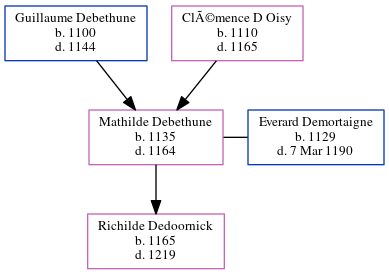 Guillaume Debethune
b. 1100
d. 1144
ClÃ©mence D Oisy
b. 1110
d. 1165
Mathilde Debethune
b. 1135
d. 1164
Everard Demortaigne
b. 1129
d. 7 Mar 1190
Richilde Dedoornick
b. 1165
d. 1219